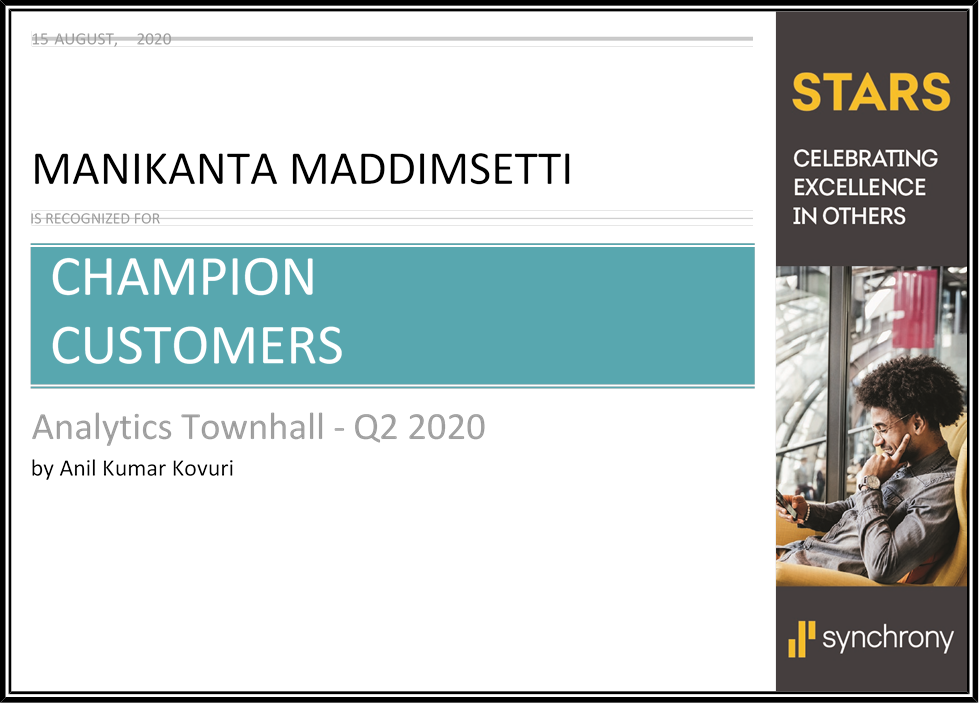 15 AUGUST, 2020
MANIKANTA MADDIMSETTI
IS RECOGNIZED FOR
CHAMPION
CUSTOMERS
Analytics Townhall - Q2 2020
by Anil Kumar Kovuri
STARS
CELEBRATING
EXCELLENCE
IN OTHERS
synchrony